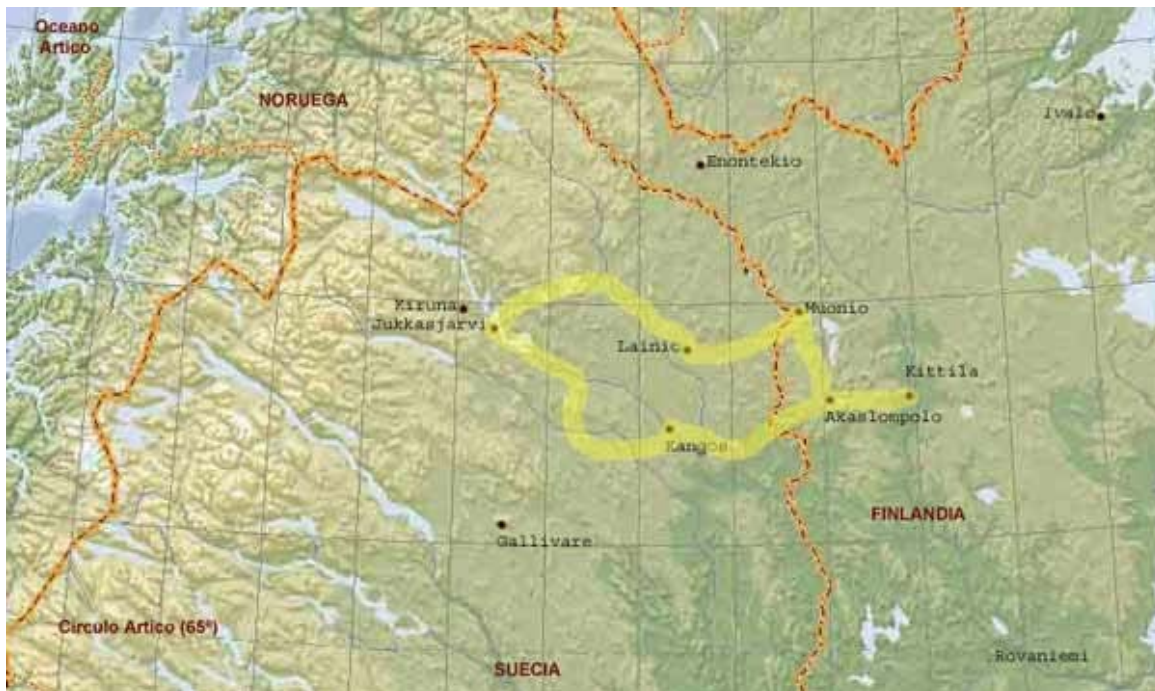 Oceano
Artico
NORUEGA
Ivalo
Enontekio
Kiruna
Jukkasjarvi
Muonio
Lainio
Kittila
Akaslompolo
Kangos
FINLANDIA
Gallivare
Circulo Artico (65º)
SUECIA
Rovaniemi